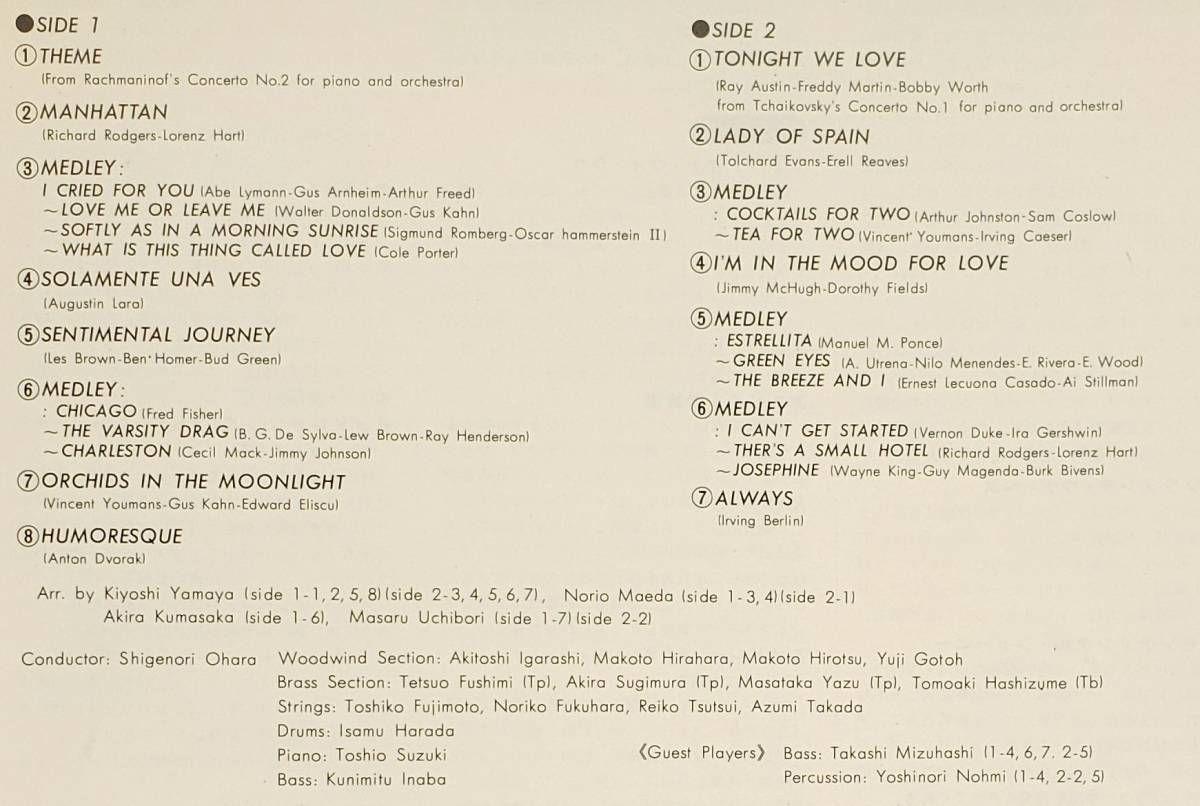 ●SIDE 1
①THEME
(From Rachmaninof's Concerto No.2 for piano and orchestra)
②MANHATTAN
(Richard Rodgers-Lorenz Hart)
③MEDLEY:
I CRIED FOR YOU (Abe Lymann-Gus Arnheim-Arthur Freed)
~LOVE ME OR LEAVE ME (Walter Donaldson-Gus Kahn)
~SOFTLY AS IN A MORNING SUNRISE (Sigmund Romberg-Oscar hammerstein II)
~WHAT IS THIS THING CALLED LOVE (Cole Porter)
④SOLAMENTE UNA VES
(Augustin Lara)
⑤SENTIMENTAL JOURNEY
(Les Brown-Ben·Homer-Bud Green)
⑥MEDLEY:
: CHICAGO (Fred Fisher)
~THE VARSITY DRAG (B. G. De Sylva-Lew Brown-Ray Henderson)
~CHARLESTON (Cecil Mack-Jimmy Johnson)
⑦ORCHIDS IN THE MOONLIGHT
(Vincent Youmans-Gus Kahn-Edward Eliscu)
⑧HUMORESQUE
(Anton Dvorak)
●SIDE 2
①TONIGHT WE LOVE
(Ray Austin-Freddy Martin-Bobby Worth
from Tchaikovsky's Concerto No.1 for piano and orchestra)
②LADY OF SPAIN
(Tolchard Evans-Erell Reaves)
③MEDLEY
: COCKTAILS FOR TWO (Arthur Johnston-Sam Coslow)
~TEA FOR TWO (Vincent Youmans-Irving Caeser)
④I'M IN THE MOOD FOR LOVE
(Jimmy McHugh-Dorothy Fields)
⑤MEDLEY
: ESTRELLITA (Manuel M. Ponce)
~GREEN EYES (A. Utrena-Nilo Menendes-E. Rivera-E. Wood)
~THE BREEZE AND I (Ernest Lecuona Casado-Ai Stillman)
⑥MEDLEY
: I CAN'T GET STARTED (Vernon Duke-Ira Gershwin)
~THER'S A SMALL HOTEL (Richard Rodgers-Lorenz Hart)
~JOSEPHINE (Wayne King-Guy Magenda-Burk Bivens)
⑦ALWAYS
(Irving Berlin)
Arr. by Kiyoshi Yamaya (side 1-1, 2, 5, 8) (side 2-3, 4, 5, 6, 7), Norio Maeda (side 1-3, 4) (side 2-1)
Akira Kumasaka (side 1-6), Masaru Uchibori (side 1-7) (side 2-2)
Conductor: Shigenori Ohara Woodwind Section: Akitoshi Igarashi, Makoto Hirahara, Makoto Hirotsu, Yuji Gotoh
Brass Section: Tetsuo Fushimi (Tp), Akira Sugimura (Tp), Masataka Yazu (Tp), Tomoaki Hashizume (Tb)
Strings: Toshiko Fujimoto, Noriko Fukuhara, Reiko Tsutsui, Azumi Takada
Drums: Isamu Harada
Piano: Toshio Suzuki 《Guest Players》 Bass: Takashi Mizuhashi (1-4, 6, 7. 2-5)
Bass: Kunimitu Inaba Percussion: Yoshinori Nohmi (1-4, 2-2, 5)